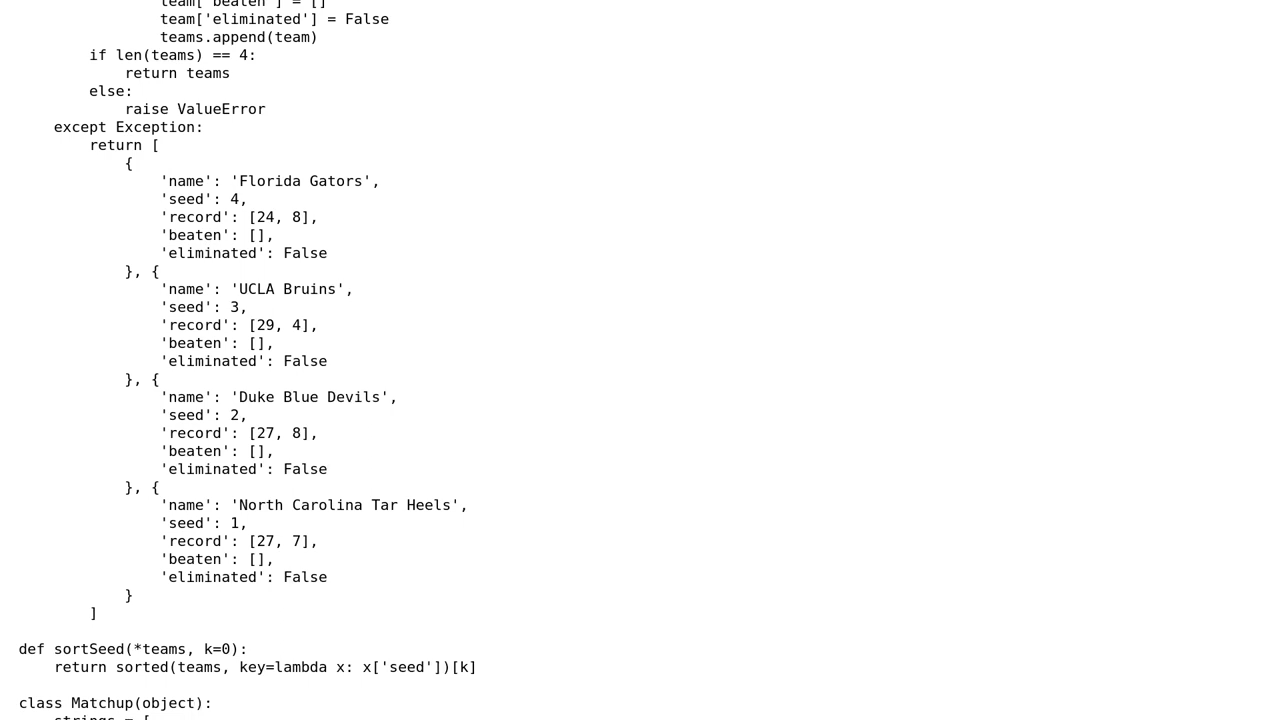 team['beaten'] = []
                team['eliminated'] = False
                teams.append(team)
        if len(teams) == 4:
            return teams
        else:
            raise ValueError
    except Exception:
        return [
            {
                'name': 'Florida Gators',
                'seed': 4,
                'record': [24, 8],
                'beaten': [],
                'eliminated': False
            }, {
                'name': 'UCLA Bruins',
                'seed': 3,
                'record': [29, 4],
                'beaten': [],
                'eliminated': False
            }, {
                'name': 'Duke Blue Devils',
                'seed': 2,
                'record': [27, 8],
                'beaten': [],
                'eliminated': False
            }, {
                'name': 'North Carolina Tar Heels',
                'seed': 1,
                'record': [27, 7],
                'beaten': [],
                'eliminated': False
            }
        ]

def sortSeed(*teams, k=0):
    return sorted(teams, key=lambda x: x['seed'])[k]

class Matchup(object):
    strings = [